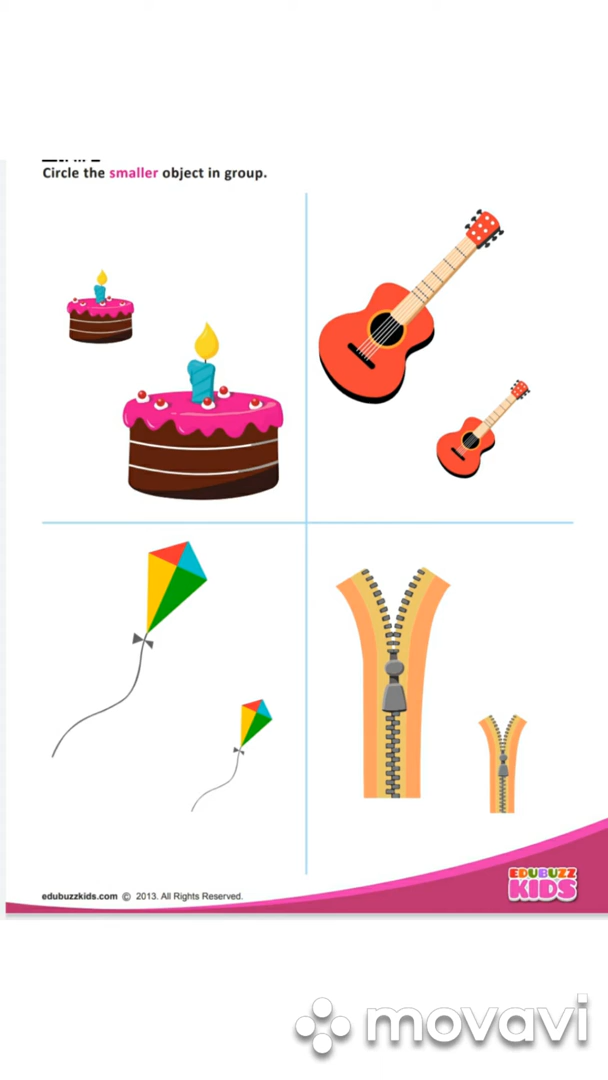 Circle the smaller object in group.
edubuzzkids.com © 2013. All Rights Reserved.
EDUBUZZ
KIDS
movavi